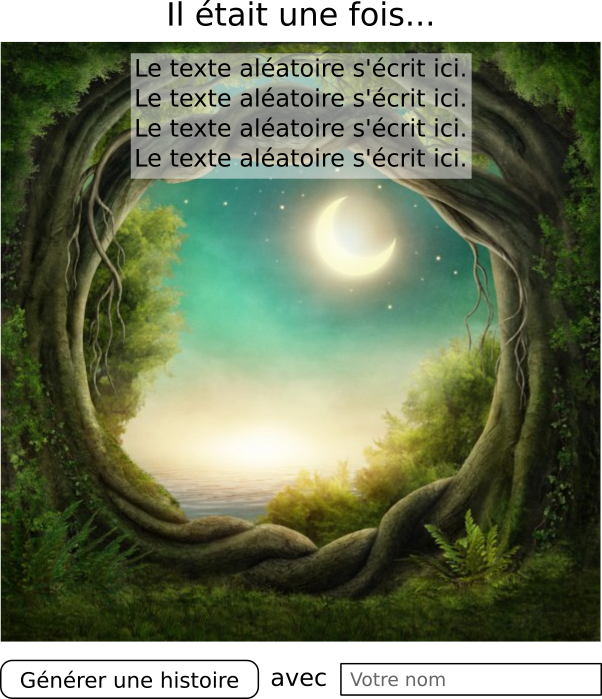 Il était une fois...
Le texte aléatoire s'écrit ici.
Le texte aléatoire s'écrit ici.
Le texte aléatoire s'écrit ici.
Le texte aléatoire s'écrit ici.
Générer une histoire avec Votre nom